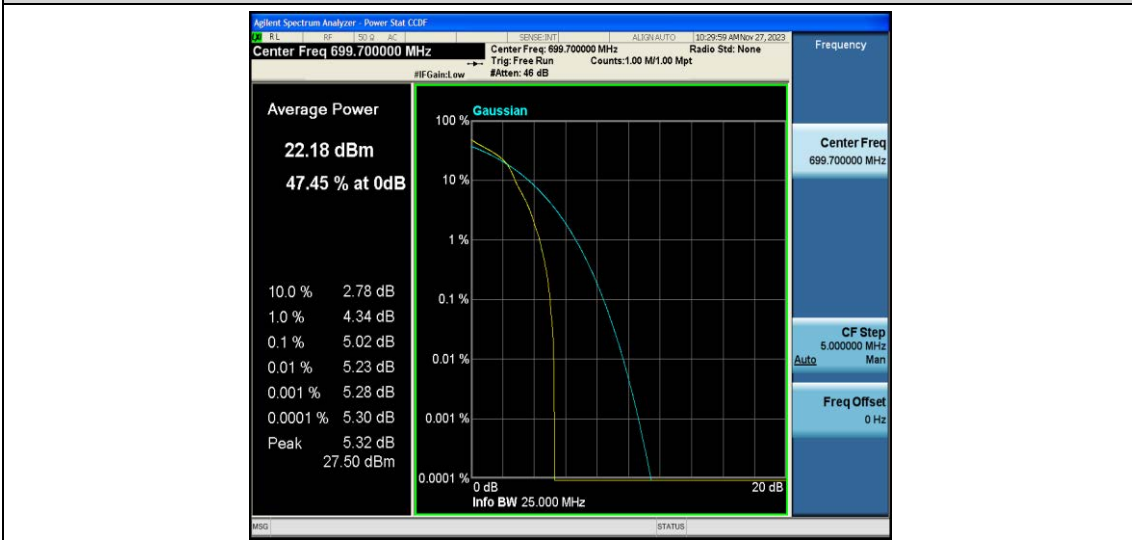 Agilent Spectrum Analyzer - Power Stat CCDF
LXI RL RF 50 Ω AC SENSE:INT ALIGN AUTO 10:29:59 AM Nov 27, 2023
Center Freq 699.700000 MHz
Center Freq: 699.700000 MHz Radio Std: None
Trig: Free Run Counts:1.00 M/1.00 Mpt
#IFGain:Low #Atten: 46 dB
Frequency
Average Power
22.18 dBm
47.45 % at 0dB
10.0 % 2.78 dB
1.0 % 4.34 dB
0.1 % 5.02 dB
0.01 % 5.23 dB
0.001 % 5.28 dB
0.0001 % 5.30 dB
Peak 5.32 dB
27.50 dBm
Gaussian
100 %
10 %
1 %
0.1 %
0.01 %
0.001 %
0.0001 %
0 dB 20 dB
Info BW 25.000 MHz
Center Freq
699.700000 MHz
CF Step
5.000000 MHz
Auto Man
Freq Offset
0 Hz
MSG STATUS